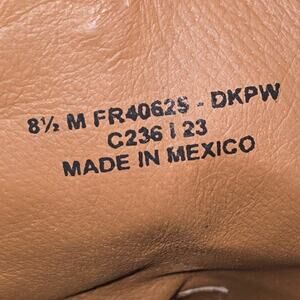 8½ M FR40625 - DKPW
C236 I 23
MADE IN MEXICO